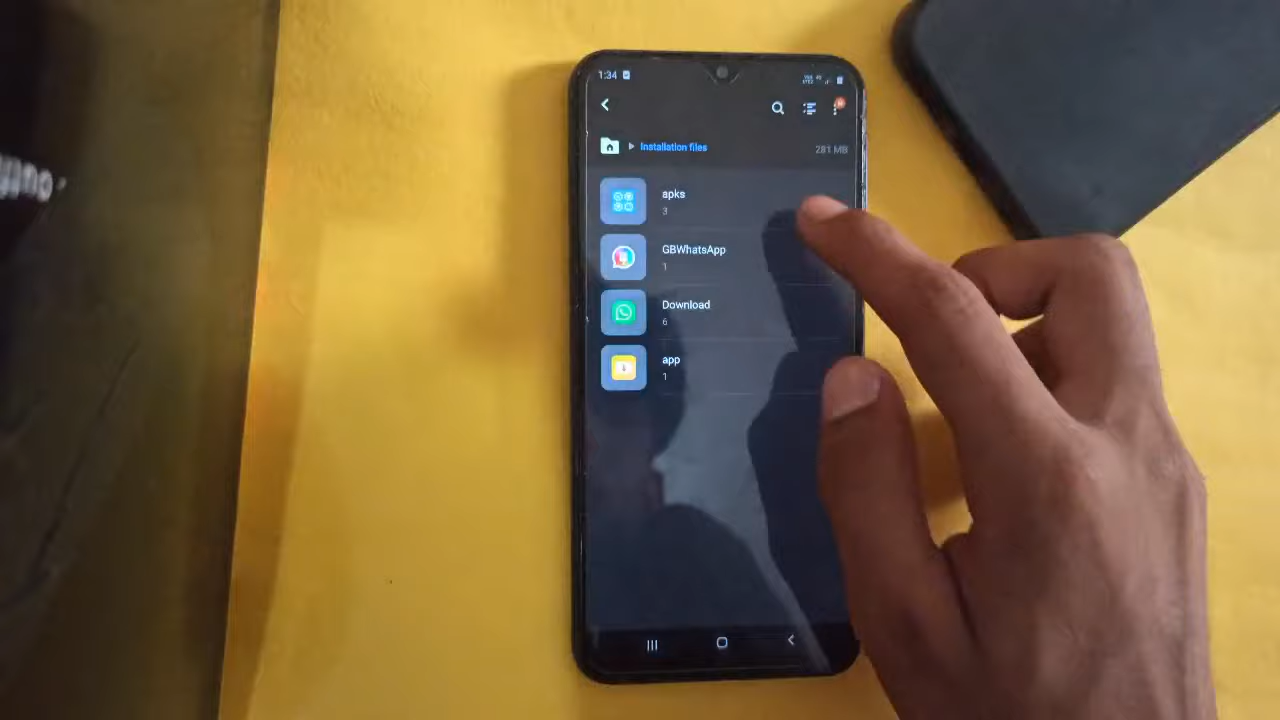 1:34
Installation files
281 MB
apks
3
GBWhatsApp
1
Download
6
app
1